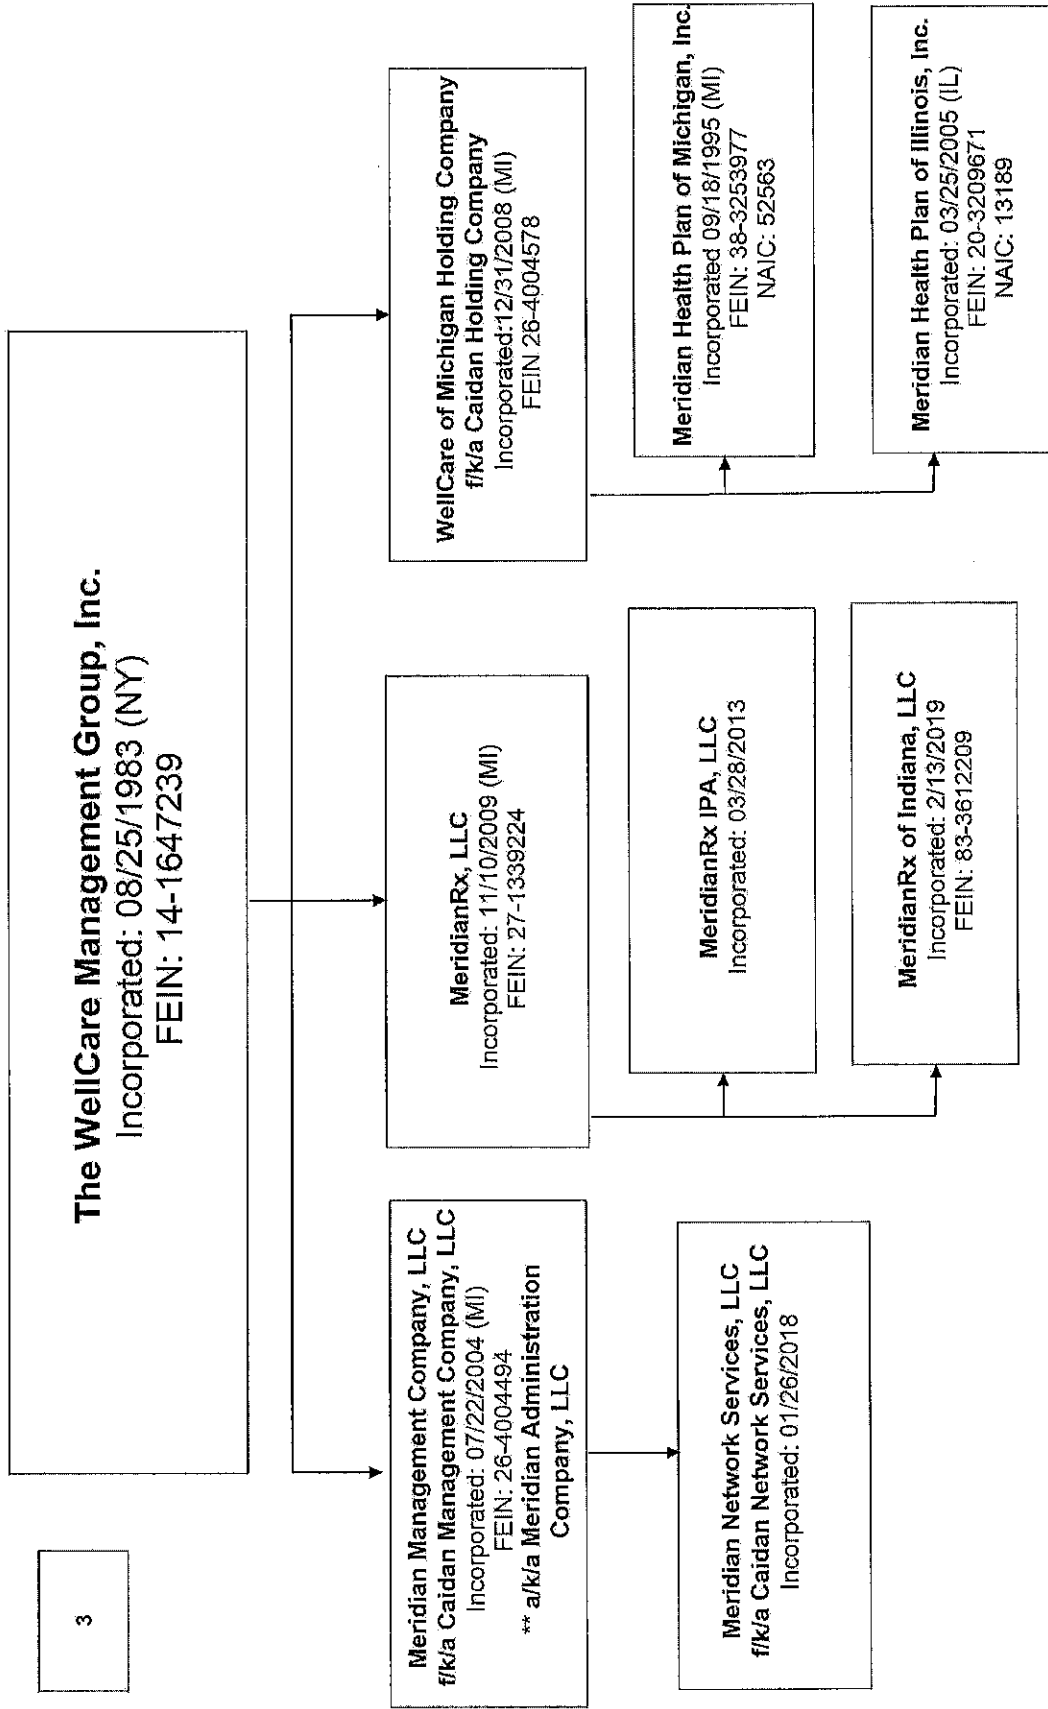 3
The WellCare Management Group, Inc.
Incorporated: 08/25/1983 (NY)
FEIN: 14-1647239
Meridian Management Company, LLC
f/k/a Caidan Management Company, LLC
Incorporated: 07/22/2004 (MI)
FEIN: 26-4004494
** a/k/a Meridian Administration
Company, LLC
Meridian Network Services, LLC
f/k/a Caidan Network Services, LLC
Incorporated: 01/26/2018
MeridianRx, LLC
Incorporated: 11/10/2009 (MI)
FEIN: 27-1339224
MeridianRx IPA, LLC
Incorporated: 03/28/2013
MeridianRx of Indiana, LLC
Incorporated: 2/13/2019
FEIN: 83-3612209
WellCare of Michigan Holding Company
f/k/a Caidan Holding Company
Incorporated:12/31/2008 (MI)
FEIN 26-4004578
Meridian Health Plan of Michigan, Inc.
Incorporated 09/18/1995 (MI)
FEIN: 38-3253977
NAIC: 52563
Meridian Health Plan of Illinois, Inc.
Incorporated: 03/25/2005 (IL)
FEIN: 20-3209671
NAIC: 13189